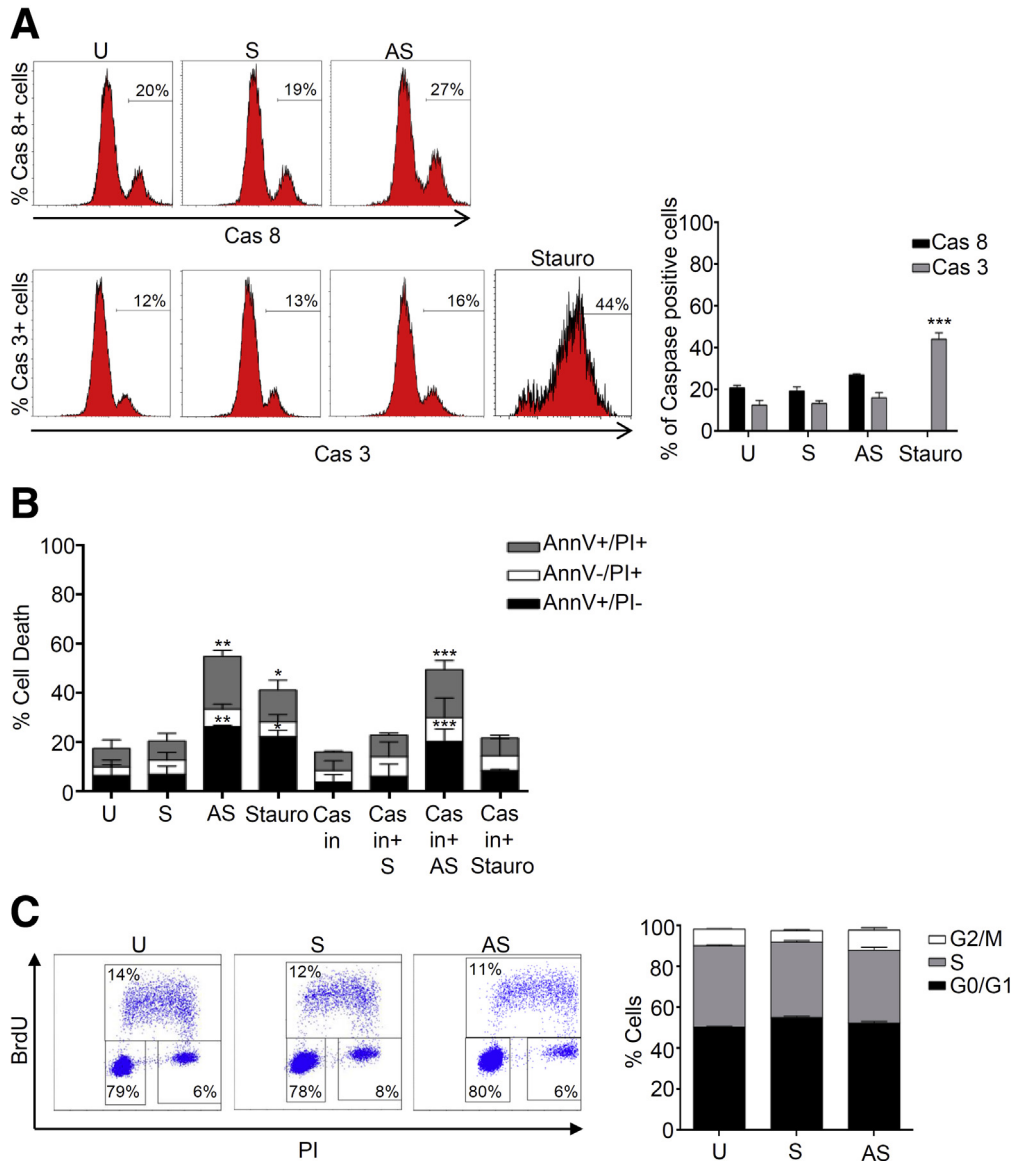 A
U S AS
% Cas 8+ cells
20% 19% 27%
Cas 8
Stauro
% Cas 3+ cells
12% 13% 16% 44%
Cas 3
% of Caspase positive cells
100
80
60
40
20
0
Cas 8
Cas 3
***
U S AS Stauro
B
% Cell Death
100
80
60
40
20
0
AnnV+/PI+
AnnV-/PI+
AnnV+/PI-
** * ***
** * ***
U S AS Stauro Cas Cas Cas Cas
in in+ in+ in+
S AS Stauro
C
U S AS
BrdU
14% 12% 11%
79% 6% 78% 8% 80% 6%
PI
% Cells
100
80
60
40
20
0
G2/M
S
G0/G1
U S AS